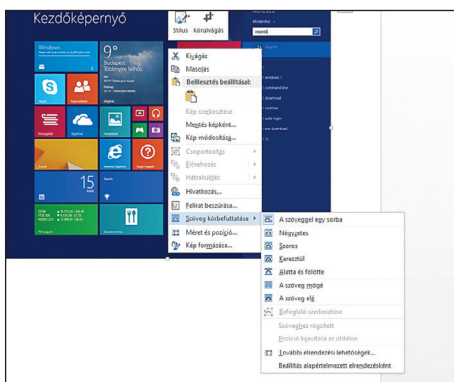 Kezdőképernyő
Windows
9°
Budapest
Többnyire felhős
15
Stílus Körülvágás
Kivágás
Másolás
Beillesztés beállításai:
Kép szerkesztése
Mentés képként...
Kép módosítása...
Csoportosítás
Előrehozás
Hátraküldés
Hivatkozás...
Felirat beszúrása...
Szöveg körbefuttatása
Méret és pozíció...
Kép formázása...
A szöveggel egy sorba
Négyzetes
Szoros
Keresztül
Alatta és fölötte
A szöveg mögé
A szöveg elé
Befoglaló szerkesztése
Szöveghez rögzített
Pozíció kijavítása az oldalon
További elrendezési lehetőségek...
Beállítás alapértelmezett elrendezésként